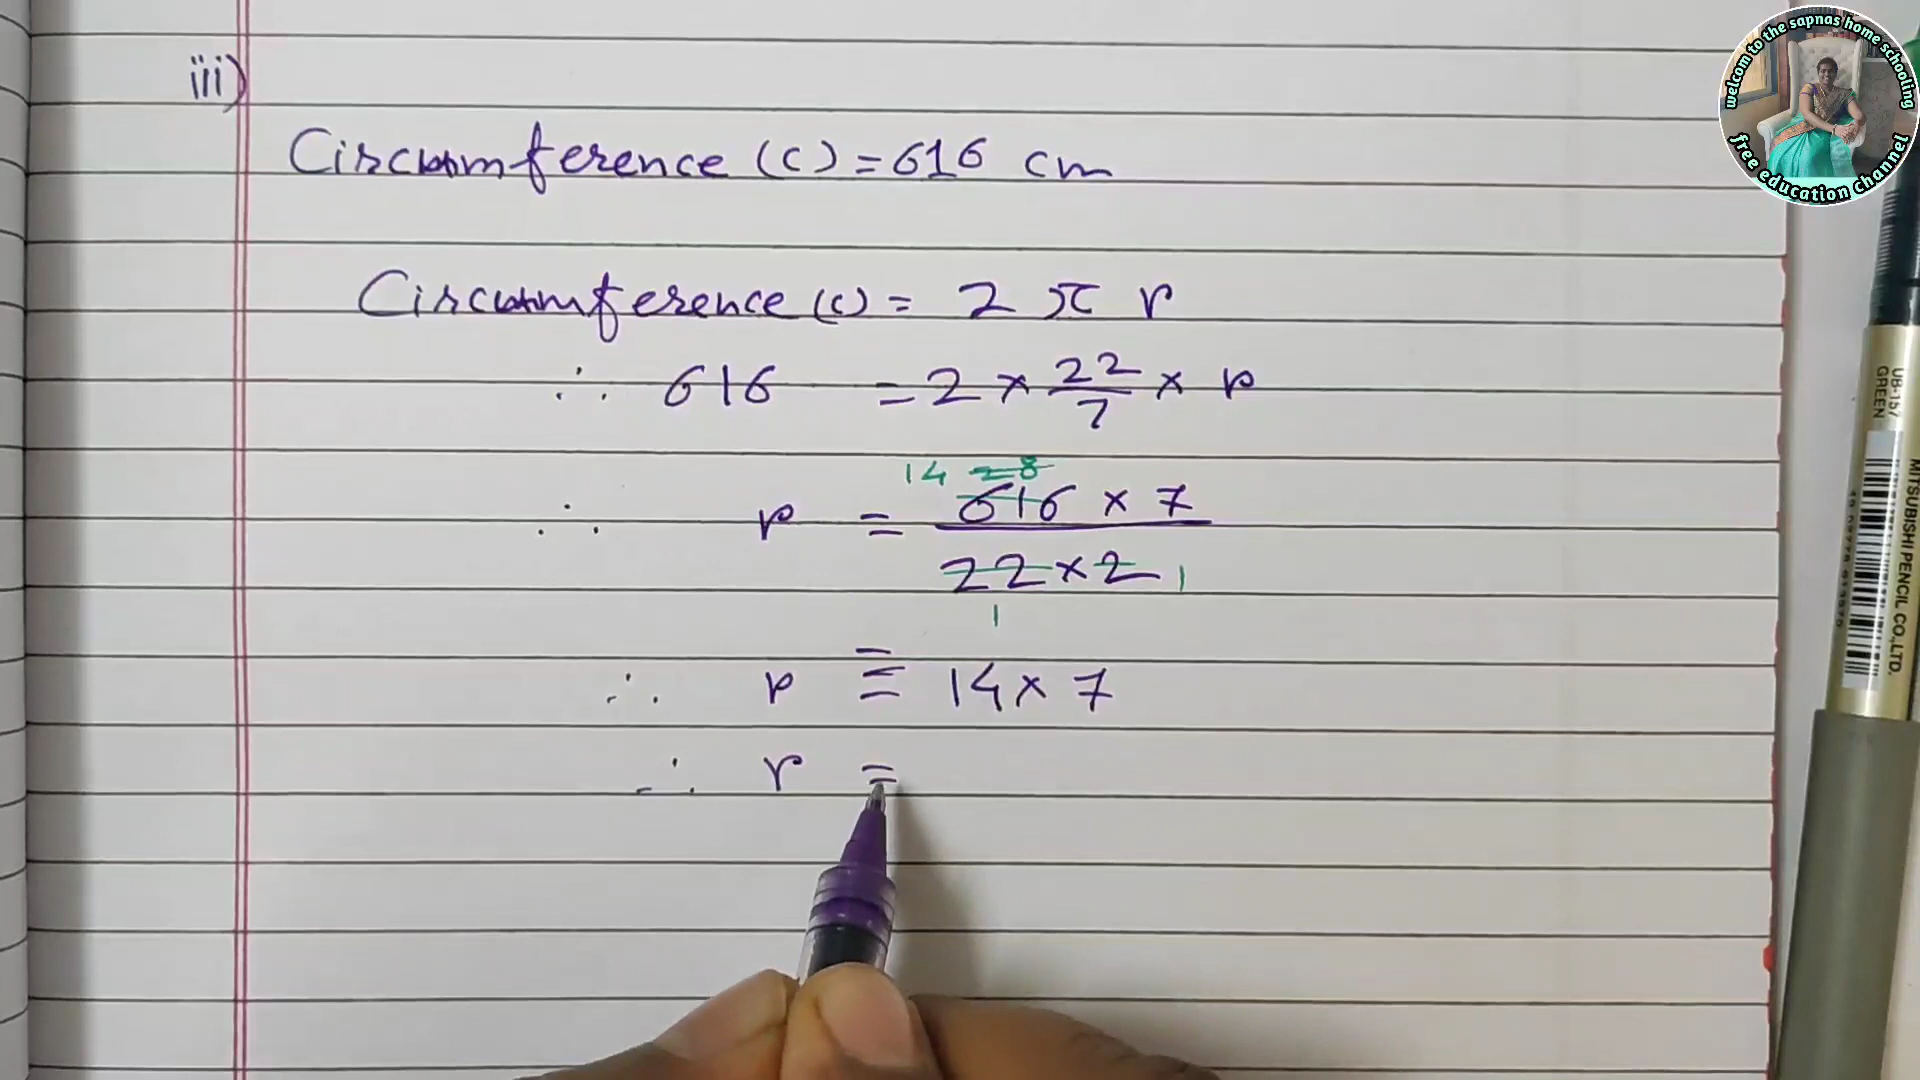 welcom to the sapnas home schooling
free education channel
iii)
Circumference (c) = 616 cm
Circumference (c) = 2 π r
∴ 616 = 2 × 22/7 × r
14 28
∴ r = 616 × 7
22 × 2 1
1
∴ r = 14 × 7
∴ r =
UB-157
GREEN
MITSUBISHI PENCIL CO.,LTD.